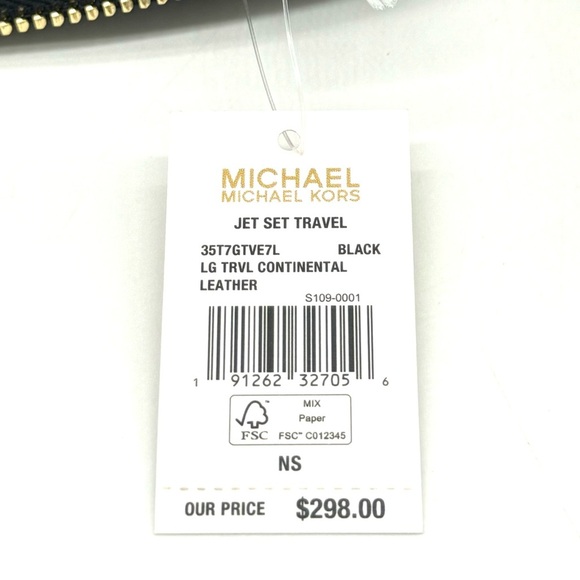 MICHAEL
MICHAEL KORS
JET SET TRAVEL
35T7GTVE7L BLACK
LG TRVL CONTINENTAL
LEATHER
S109-0001
1 91262 32705 6
FSC
MIX
Paper
FSC™ C012345
NS
OUR PRICE $298.00